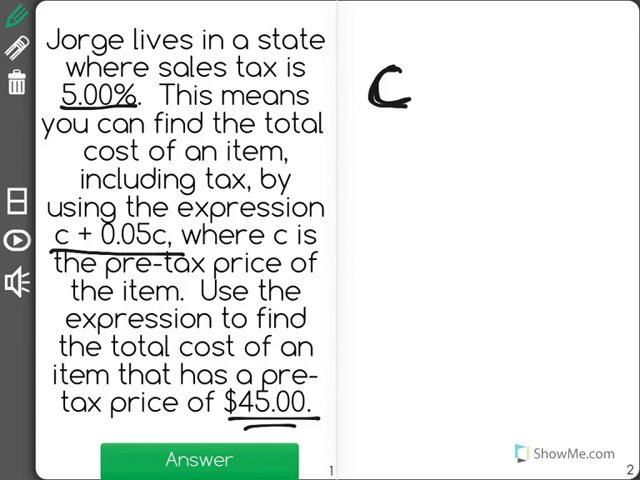 Jorge lives in a state
where sales tax is
5.00%. This means
you can find the total
cost of an item,
including tax, by
using the expression
c + 0.05c, where c is
the pre-tax price of
the item. Use the
expression to find
the total cost of an
item that has a pre-
tax price of $45.00.
Answer
1
C
ShowMe.com
2